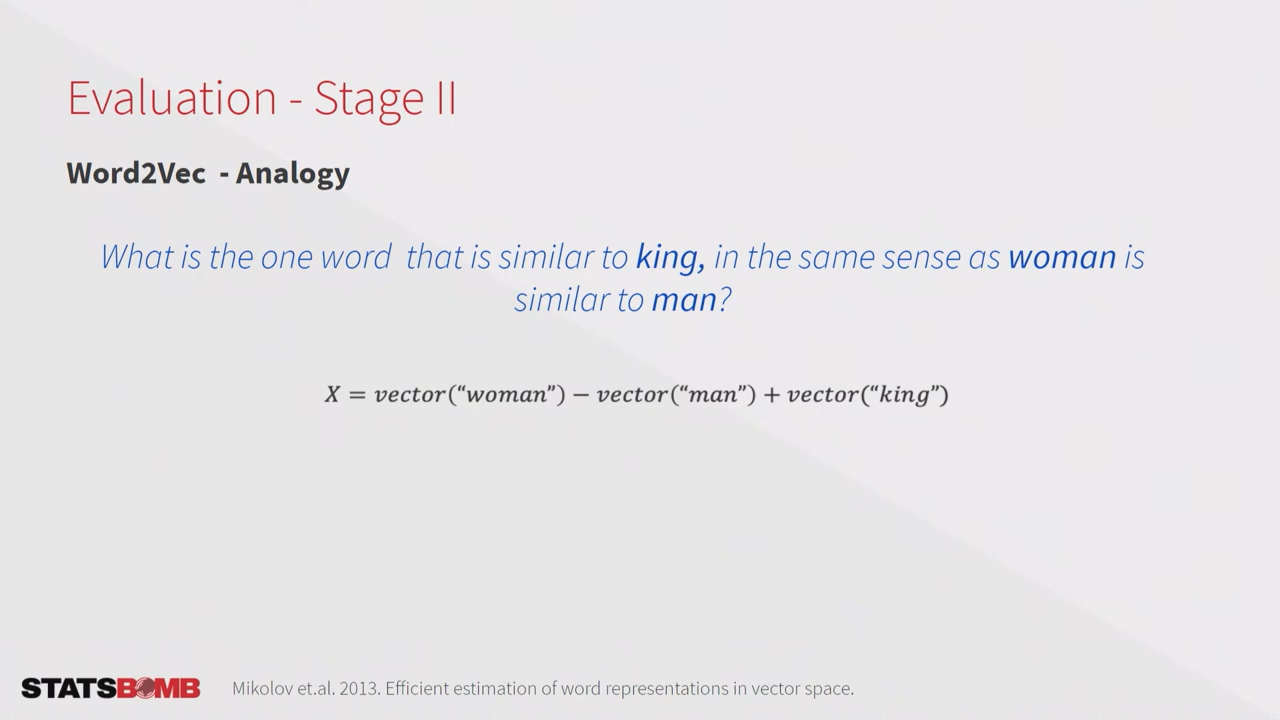 Evaluation - Stage II
Word2Vec - Analogy
What is the one word that is similar to king, in the same sense as woman is
similar to man?
X = vector(“woman”) − vector(“man”) + vector(“king”)
STATSBOMB
Mikolov et.al. 2013. Efficient estimation of word representations in vector space.